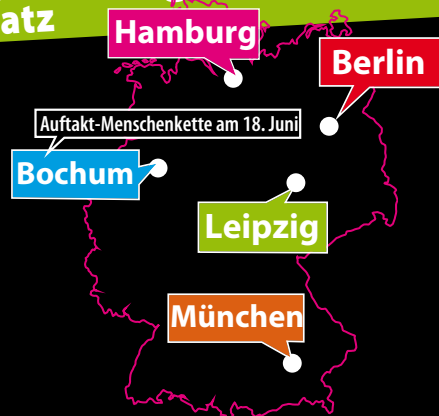 atz
Hamburg
Berlin
Auftakt-Menschenkette am 18. Juni
Bochum
Leipzig
München